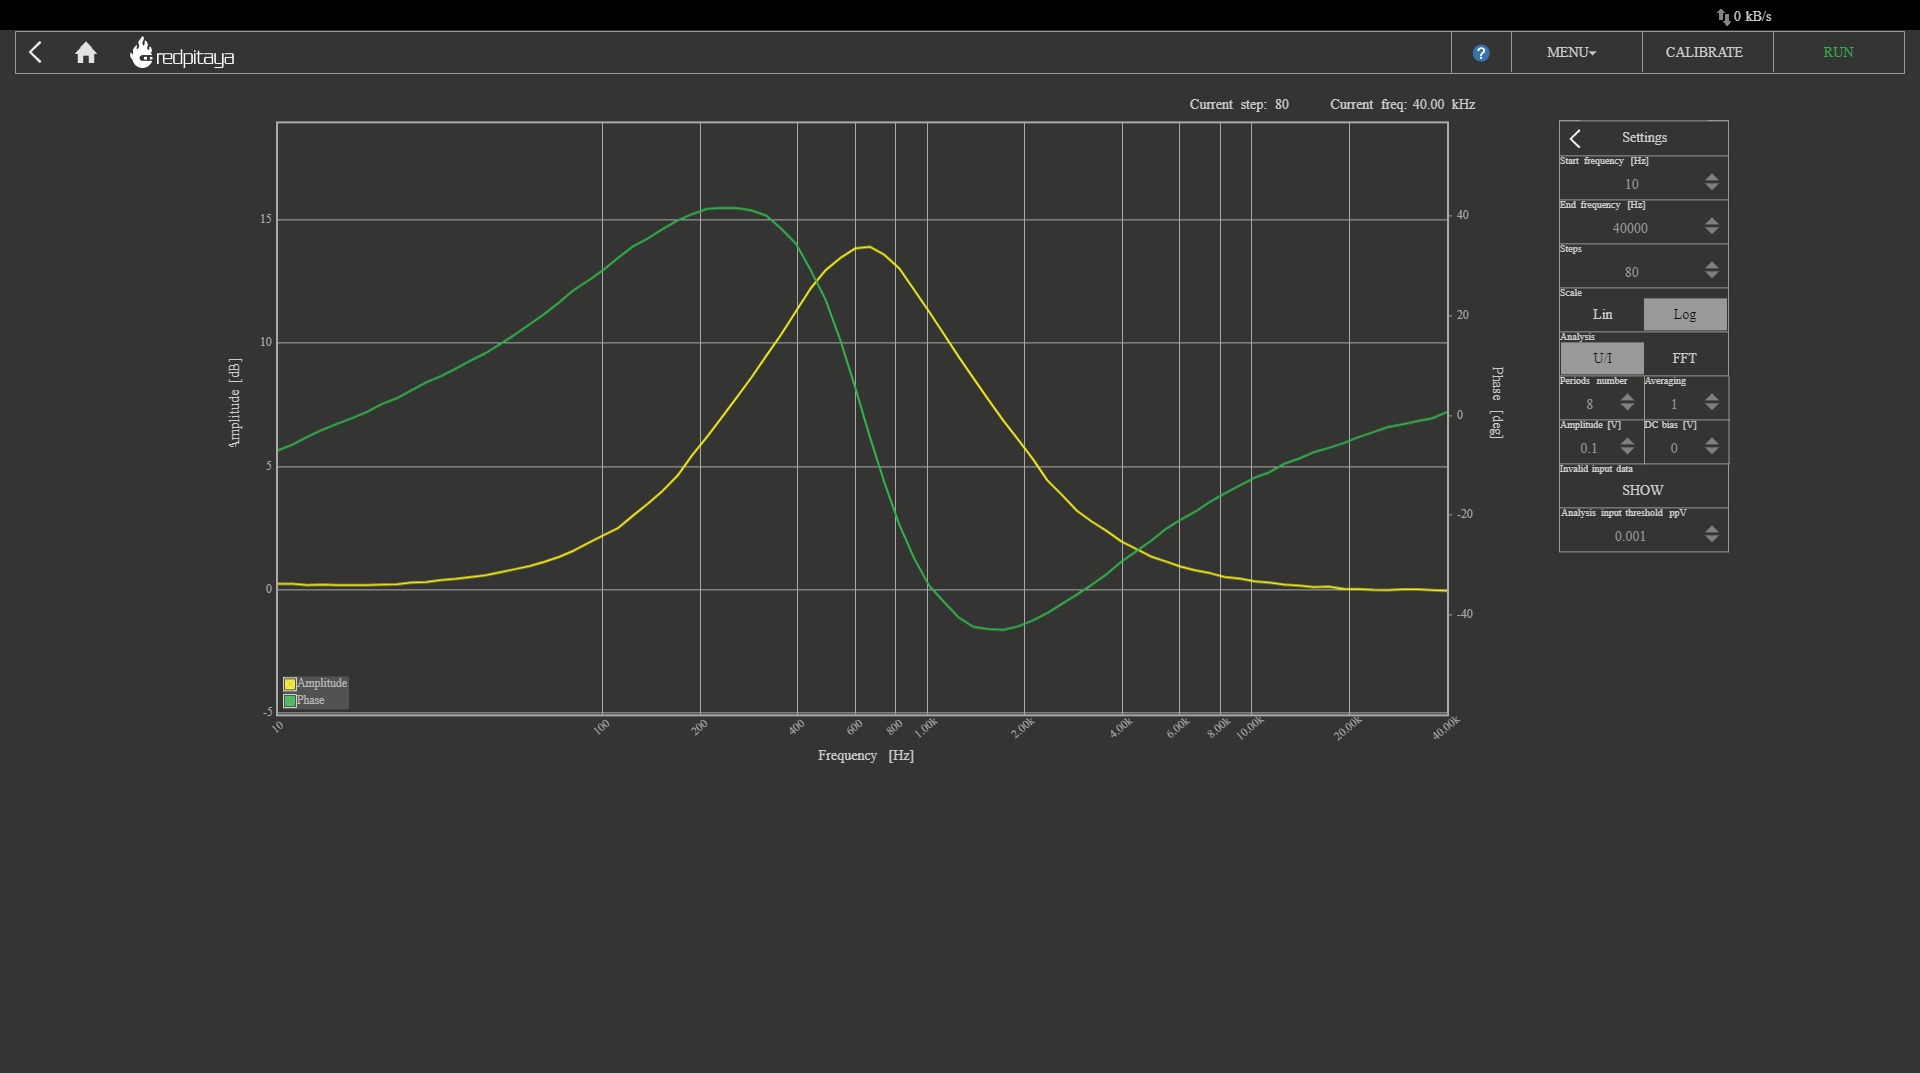 0 kB/s
redpitaya
?
MENU
CALIBRATE
RUN
Current step: 80 Current freq: 40.00 kHz
15
10
5
0
-5
Amplitude [dB]
40
20
0
-20
-40
Phase [deg]
Amplitude
Phase
10 100 200 400 600 800 1.00k 2.00k 4.00k 6.00k 8.00k 10.00k 20.00k 40.00k
Frequency [Hz]
Settings
Start frequency [Hz]
10
End frequency [Hz]
40000
Steps
80
Scale
Lin Log
Analysis
U/I FFT
Periods number Averaging
8 1
Amplitude [V] DC bias [V]
0.1 0
Invalid input data
SHOW
Analysis input threshold ppV
0.001